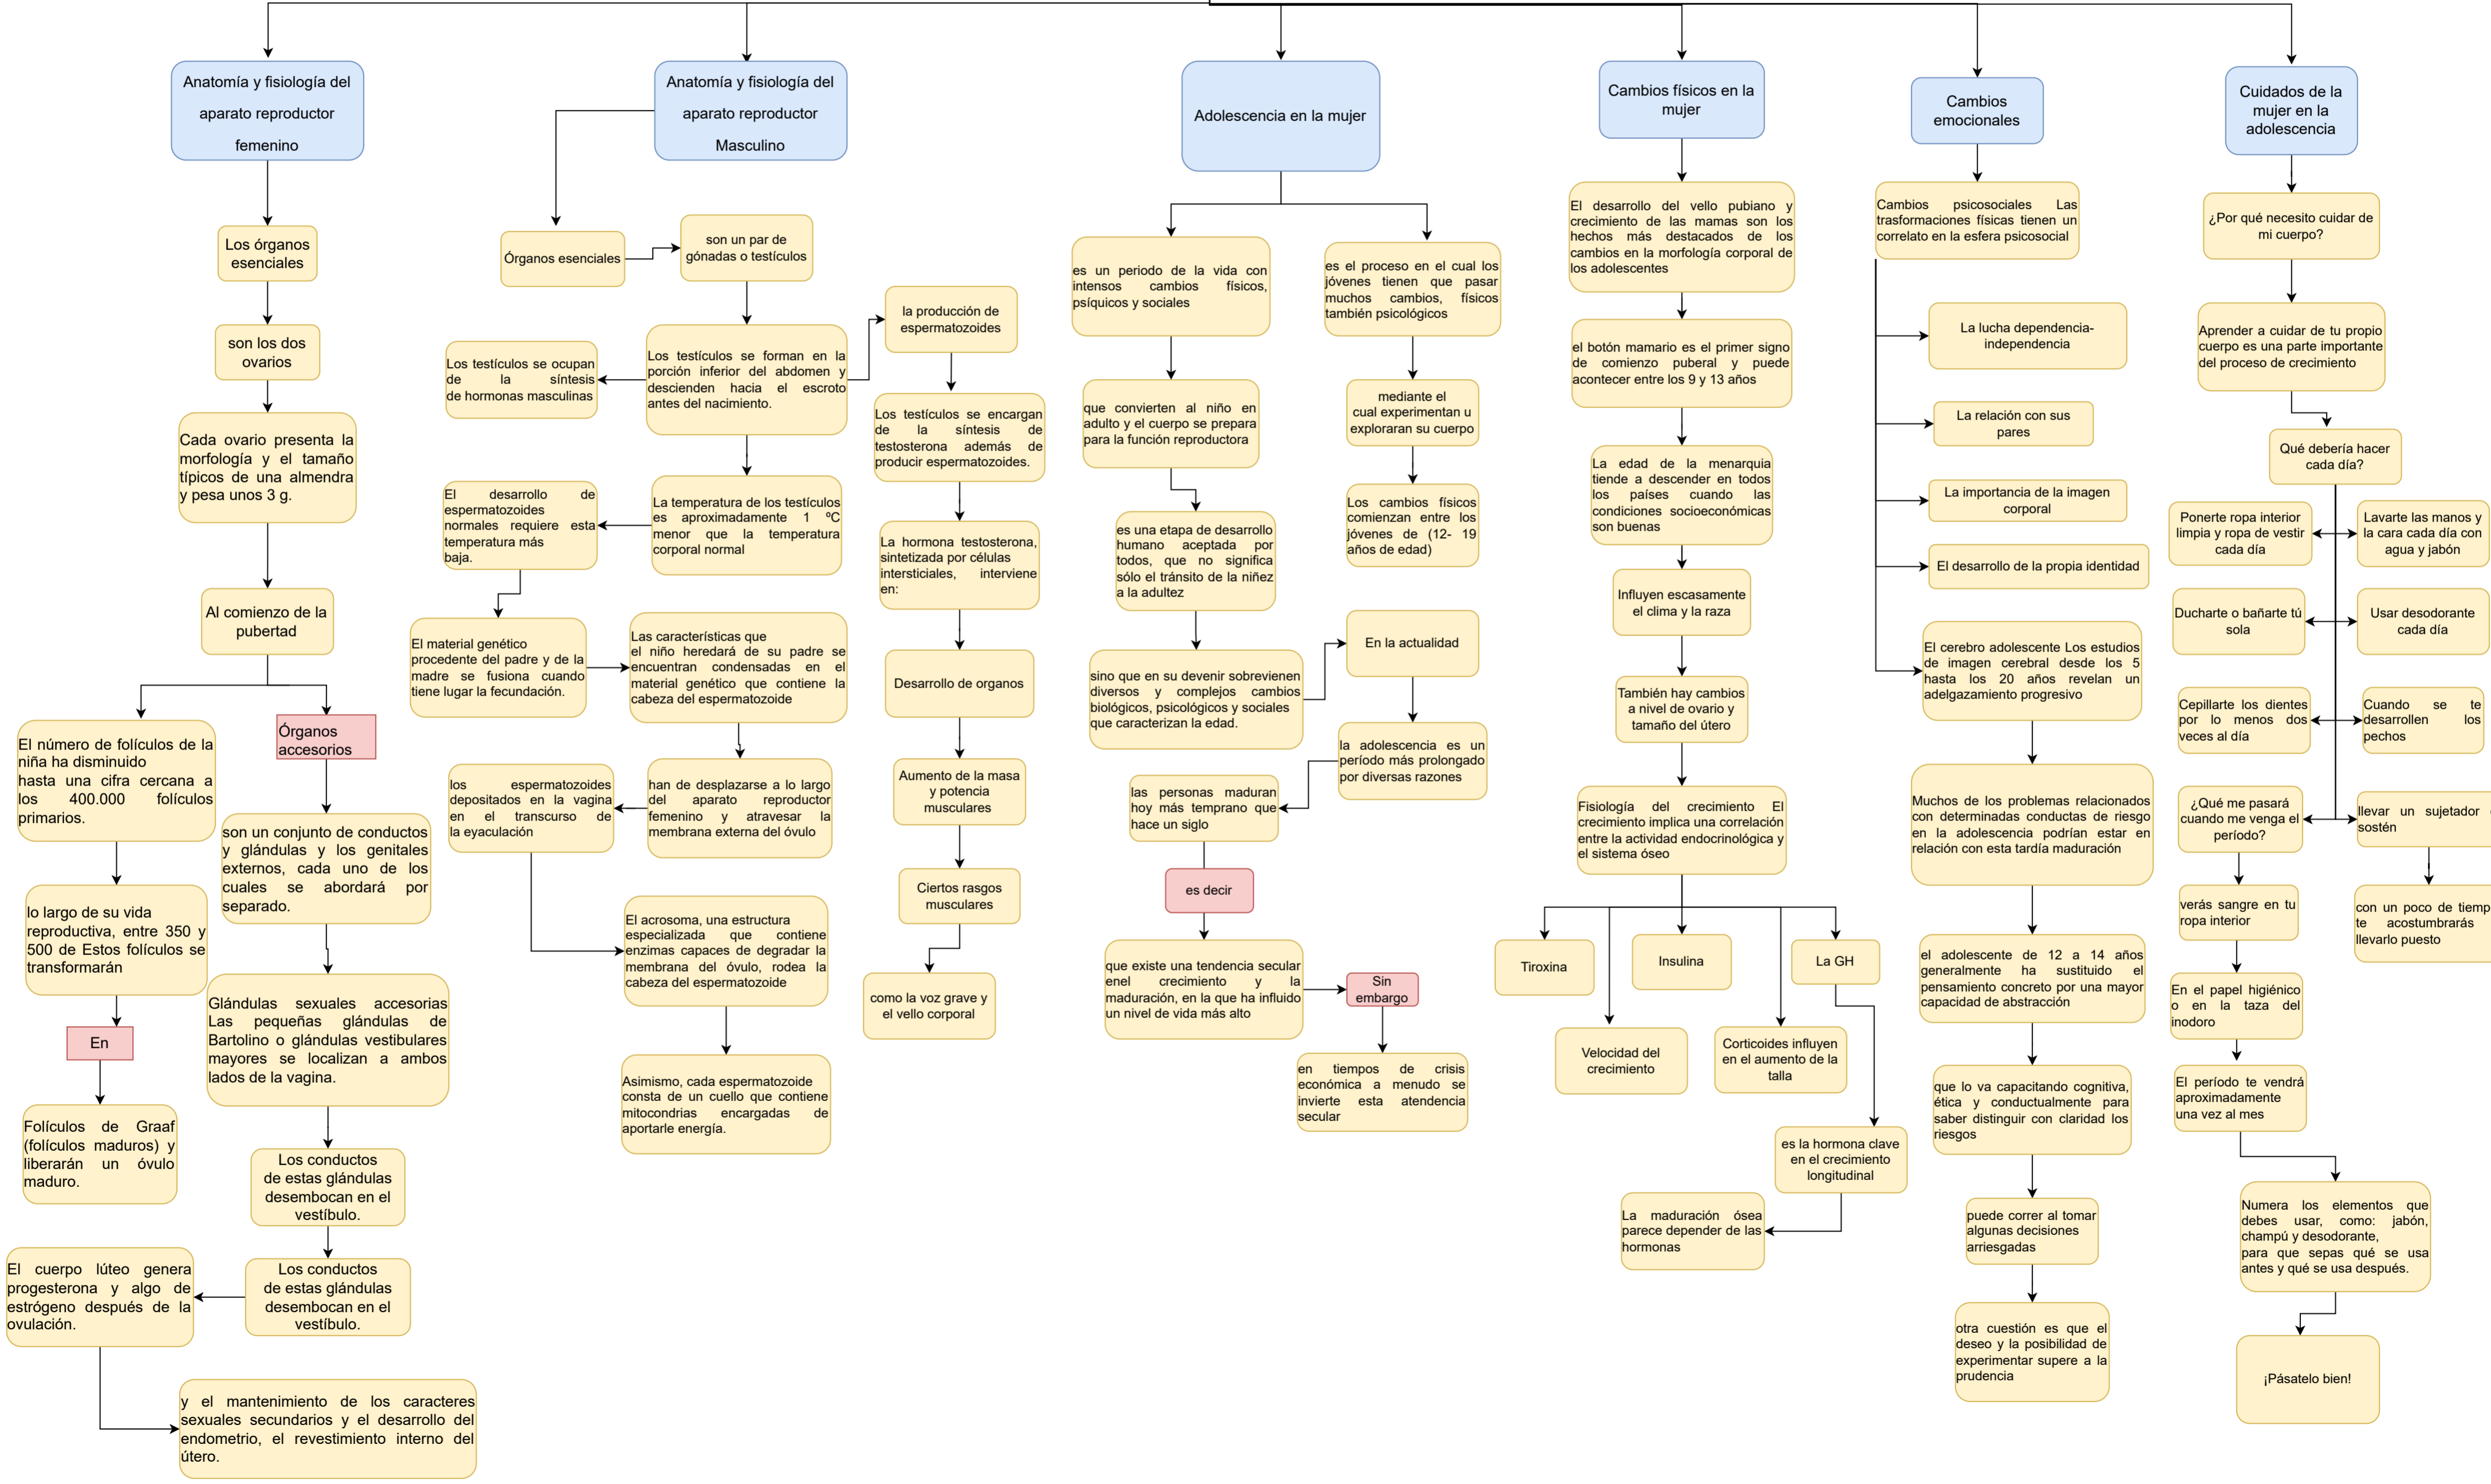 Anatomía y fisiología del
aparato reproductor
femenino
Los órganos
esenciales
son los dos
ovarios
Cada ovario presenta la
morfología y el tamaño
típicos de una almendra
y pesa unos 3 g.
Al comienzo de la
pubertad
El número de folículos de la
niña ha disminuido
hasta una cifra cercana a
los 400.000 folículos
primarios.
lo largo de su vida
reproductiva, entre 350 y
500 de Estos folículos se
transformarán
En
Folículos de Graaf
(folículos maduros) y
liberarán un óvulo
maduro.
Órganos
accesorios
son un conjunto de conductos
y glándulas y los genitales
externos, cada uno de los
cuales se abordará por
separado.
Glándulas sexuales accesorias
Las pequeñas glándulas de
Bartolino o glándulas vestibulares
mayores se localizan a ambos
lados de la vagina.
Los conductos
de estas glándulas
desembocan en el
vestíbulo.
Los conductos
de estas glándulas
desembocan en el
vestíbulo.
El cuerpo lúteo genera
progesterona y algo de
estrógeno después de la
ovulación.
y el mantenimiento de los caracteres
sexuales secundarios y el desarrollo del
endometrio, el revestimiento interno del
útero.
Anatomía y fisiología del
aparato reproductor
Masculino
Órganos esenciales
son un par de
gónadas o testículos
Los testículos se forman en la
porción inferior del abdomen y
descienden hacia el escroto
antes del nacimiento.
Los testículos se ocupan
de la síntesis
de hormonas masculinas
la producción de
espermatozoides
Los testículos se encargan
de la síntesis de
testosterona además de
producir espermatozoides.
La hormona testosterona,
sintetizada por células
intersticiales, interviene
en:
Desarrollo de organos
Aumento de la masa
y potencia
musculares
Ciertos rasgos
musculares
como la voz grave y
el vello corporal
La temperatura de los testículos
es aproximadamente 1 ºC
menor que la temperatura
corporal normal
El desarrollo de
espermatozoides
normales requiere esta
temperatura más
baja.
El material genético
procedente del padre y de la
madre se fusiona cuando
tiene lugar la fecundación.
Las características que
el niño heredará de su padre se
encuentran condensadas en el
material genético que contiene la
cabeza del espermatozoide
han de desplazarse a lo largo
del aparato reproductor
femenino y atravesar la
membrana externa del óvulo
los espermatozoides
depositados en la vagina
en el transcurso de
la eyaculación
El acrosoma, una estructura
especializada que contiene
enzimas capaces de degradar la
membrana del óvulo, rodea la
cabeza del espermatozoide
Asimismo, cada espermatozoide
consta de un cuello que contiene
mitocondrias encargadas de
aportarle energía.
Adolescencia en la mujer
es un periodo de la vida con
intensos cambios físicos,
psíquicos y sociales
que convierten al niño en
adulto y el cuerpo se prepara
para la función reproductora
es una etapa de desarrollo
humano aceptada por
todos, que no significa
sólo el tránsito de la niñez
a la adultez
sino que en su devenir sobrevienen
diversos y complejos cambios
biológicos, psicológicos y sociales
que caracterizan la edad.
En la actualidad
la adolescencia es un
período más prolongado
por diversas razones
las personas maduran
hoy más temprano que
hace un siglo
es decir
que existe una tendencia secular
enel crecimiento y la
maduración, en la que ha influido
un nivel de vida más alto
Sin
embargo
en tiempos de crisis
económica a menudo se
invierte esta atendencia
secular
es el proceso en el cual los
jóvenes tienen que pasar
muchos cambios, físicos
también psicológicos
mediante el
cual experimentan u
exploraran su cuerpo
Los cambios físicos
comienzan entre los
jóvenes de (12- 19
años de edad)
Cambios físicos en la
mujer
El desarrollo del vello pubiano y
crecimiento de las mamas son los
hechos más destacados de los
cambios en la morfología corporal de
los adolescentes
el botón mamario es el primer signo
de comienzo puberal y puede
acontecer entre los 9 y 13 años
La edad de la menarquia
tiende a descender en todos
los países cuando las
condiciones socioeconómicas
son buenas
Influyen escasamente
el clima y la raza
También hay cambios
a nivel de ovario y
tamaño del útero
Fisiología del crecimiento El
crecimiento implica una correlación
entre la actividad endocrinológica y
el sistema óseo
Tiroxina
Velocidad del
crecimiento
Insulina
Corticoides influyen
en el aumento de la
talla
La GH
es la hormona clave
en el crecimiento
longitudinal
La maduración ósea
parece depender de las
hormonas
Cambios
emocionales
Cambios psicosociales Las
trasformaciones físicas tienen un
correlato en la esfera psicosocial
La lucha dependencia-
independencia
La relación con sus
pares
La importancia de la imagen
corporal
El desarrollo de la propia identidad
El cerebro adolescente Los estudios
de imagen cerebral desde los 5
hasta los 20 años revelan un
adelgazamiento progresivo
Muchos de los problemas relacionados
con determinadas conductas de riesgo
en la adolescencia podrían estar en
relación con esta tardía maduración
el adolescente de 12 a 14 años
generalmente ha sustituido el
pensamiento concreto por una mayor
capacidad de abstracción
que lo va capacitando cognitiva,
ética y conductualmente para
saber distinguir con claridad los
riesgos
puede correr al tomar
algunas decisiones
arriesgadas
otra cuestión es que el
deseo y la posibilidad de
experimentar supere a la
prudencia
Cuidados de la
mujer en la
adolescencia
¿Por qué necesito cuidar de
mi cuerpo?
Aprender a cuidar de tu propio
cuerpo es una parte importante
del proceso de crecimiento
Qué debería hacer
cada día?
Ponerte ropa interior
limpia y ropa de vestir
cada día
Lavarte las manos y
la cara cada día con
agua y jabón
Ducharte o bañarte tú
sola
Usar desodorante
cada día
Cepillarte los dientes
por lo menos dos
veces al día
Cuando se te
desarrollen los
pechos
¿Qué me pasará
cuando me venga el
período?
llevar un sujetador
sostén
verás sangre en tu
ropa interior
con un poco de
te acostumbrarás
llevarlo puesto
En el papel higiénico
o en la taza del
inodoro
El período te vendrá
aproximadamente
una vez al mes
Numera los elementos que
debes usar, como: jabón,
champú y desodorante,
para que sepas qué se usa
antes y qué se usa después.
¡Pásatelo bien!